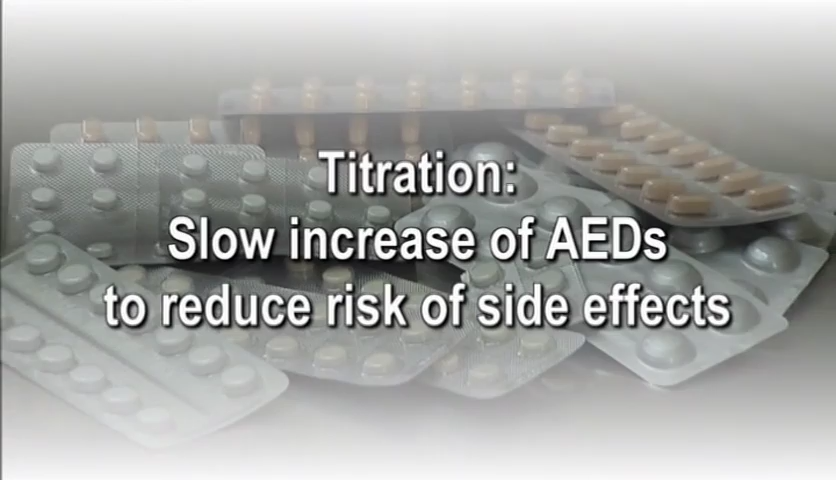 Titration:
Slow increase of AEDs
to reduce risk of side effects